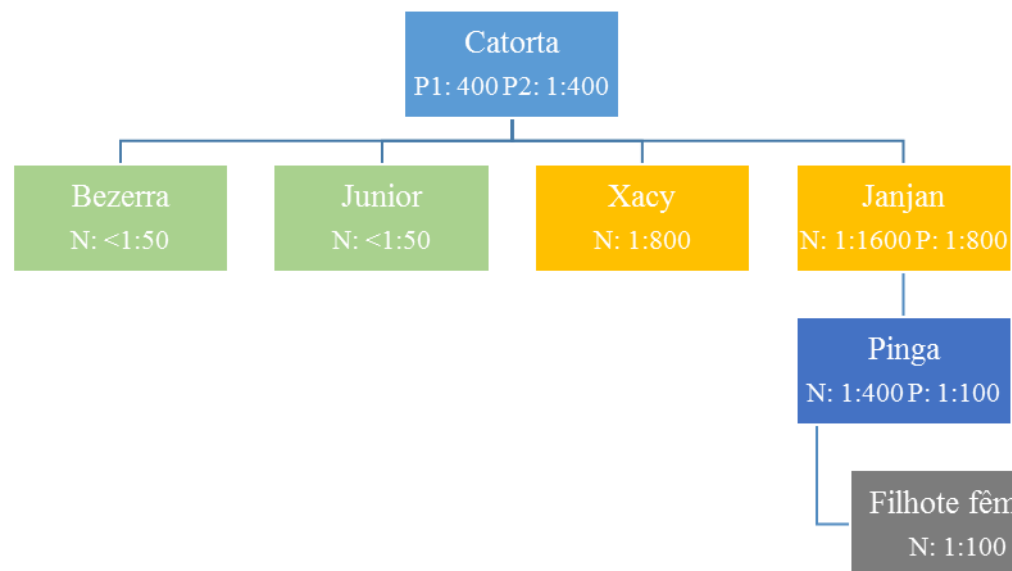 Catorta
P1: 400 P2: 1:400
Bezerra
N: <1:50
Junior
N: <1:50
Xacy
N: 1:800
Janjan
N: 1:1600 P: 1:800
Pinga
N: 1:400 P: 1:100
Filhote
N: 1:100